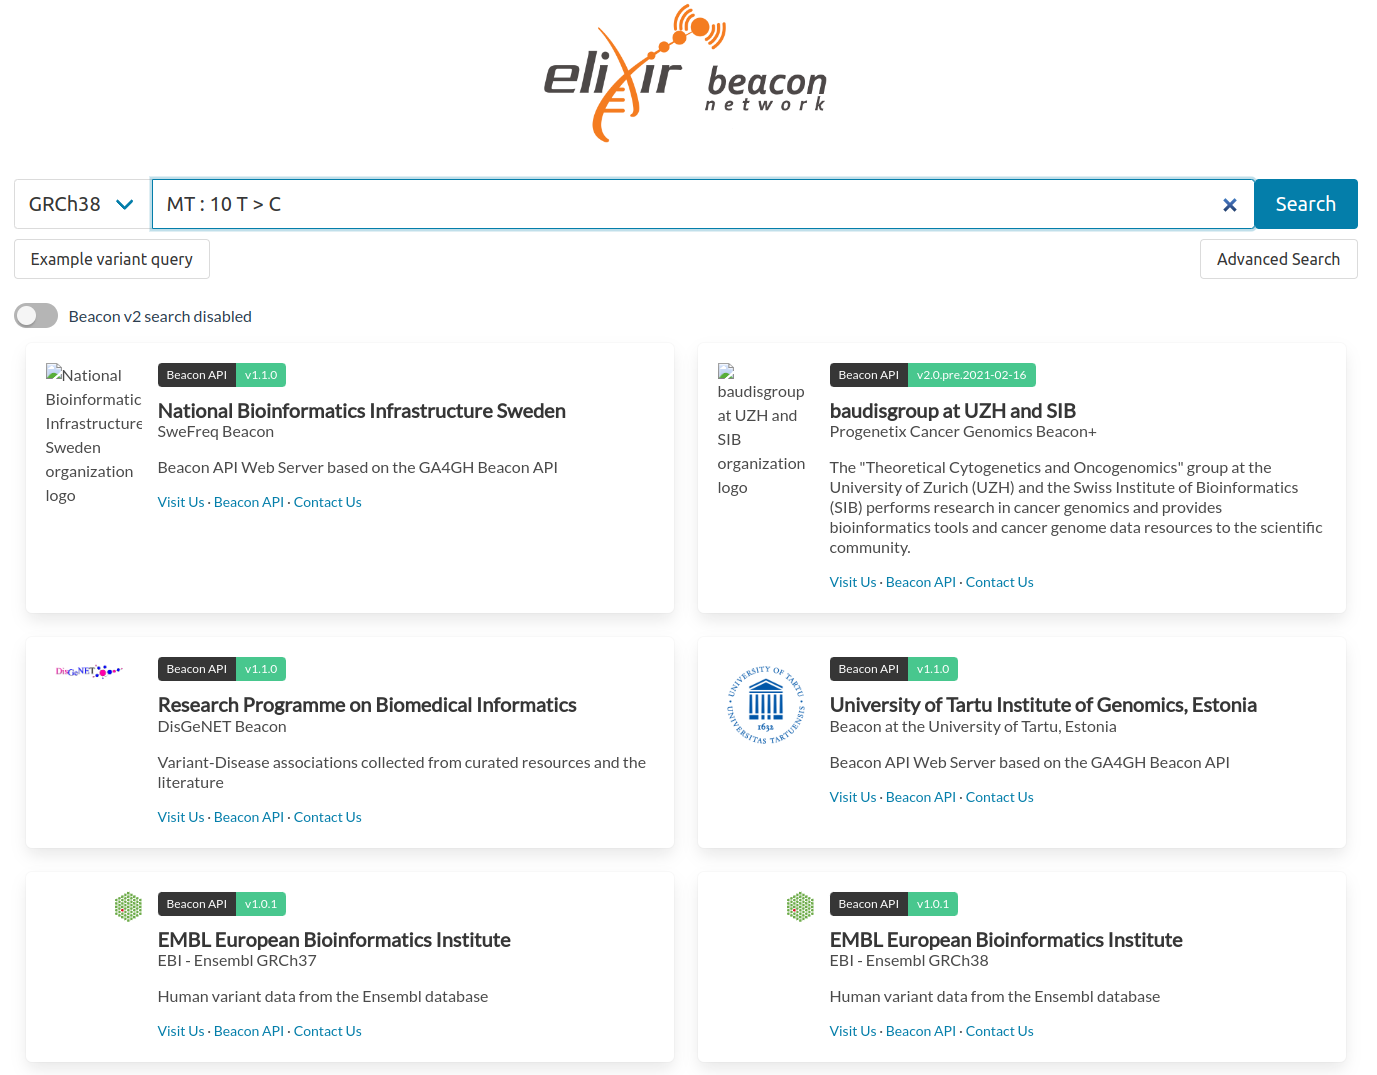 elixir beacon
network
GRCh38
MT : 10 T > C
Search
Example variant query
Advanced Search
Beacon v2 search disabled
National
Bioinformatic
Infrastructure
Sweden
organization
logo
Beacon API v1.1.0
National Bioinformatics Infrastructure Sweden
SweFreq Beacon
Beacon API Web Server based on the GA4GH Beacon API
Visit Us · Beacon API · Contact Us
baudisgroup
at UZH and
SIB
organization
logo
Beacon API v2.0.pre.2021-02-16
baudisgroup at UZH and SIB
Progenetix Cancer Genomics Beacon+
The "Theoretical Cytogenetics and Oncogenomics" group at the
University of Zurich (UZH) and the Swiss Institute of Bioinformatics
(SIB) performs research in cancer genomics and provides
bioinformatics tools and cancer genome data resources to the scientific
community.
Visit Us · Beacon API · Contact Us
DisGeNET
Beacon API v1.1.0
Research Programme on Biomedical Informatics
DisGeNET Beacon
Variant-Disease associations collected from curated resources and the
literature
Visit Us · Beacon API · Contact Us
UNIVERSITY OF TARTU
1632
UNIVERSITAS TARTUENSIS
Beacon API v1.1.0
University of Tartu Institute of Genomics, Estonia
Beacon at the University of Tartu, Estonia
Beacon API Web Server based on the GA4GH Beacon API
Visit Us · Beacon API · Contact Us
Beacon API v1.0.1
EMBL European Bioinformatics Institute
EBI - Ensembl GRCh37
Human variant data from the Ensembl database
Visit Us · Beacon API · Contact Us
Beacon API v1.0.1
EMBL European Bioinformatics Institute
EBI - Ensembl GRCh38
Human variant data from the Ensembl database
Visit Us · Beacon API · Contact Us